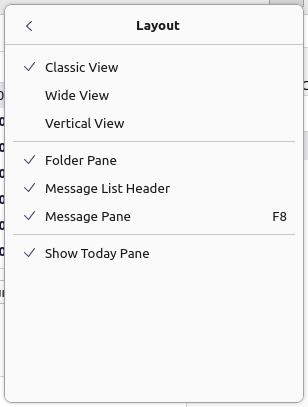 Layout
Classic View
Wide View
Vertical View
Folder Pane
Message List Header
Message Pane F8
Show Today Pane